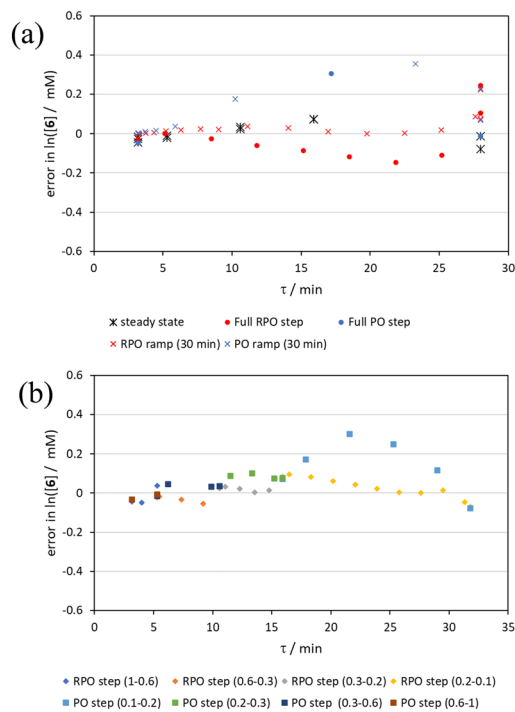 (a)
error in ln([6] / mM)
0.6
0.4
0.2
0
-0.2
-0.4
-0.6
0 5 10 15 20 25 30
τ / min
steady state Full RPO step Full PO step
RPO ramp (30 min) PO ramp (30 min)
(b)
error in ln([6] / mM)
0.6
0.4
0.2
0
-0.2
-0.4
-0.6
0 5 10 15 20 25 30 35
τ / min
RPO step (1-0.6) RPO step (0.6-0.3) RPO step (0.3-0.2) RPO step (0.2-0.1)
PO step (0.1-0.2) PO step (0.2-0.3) PO step (0.3-0.6) PO step (0.6-1)